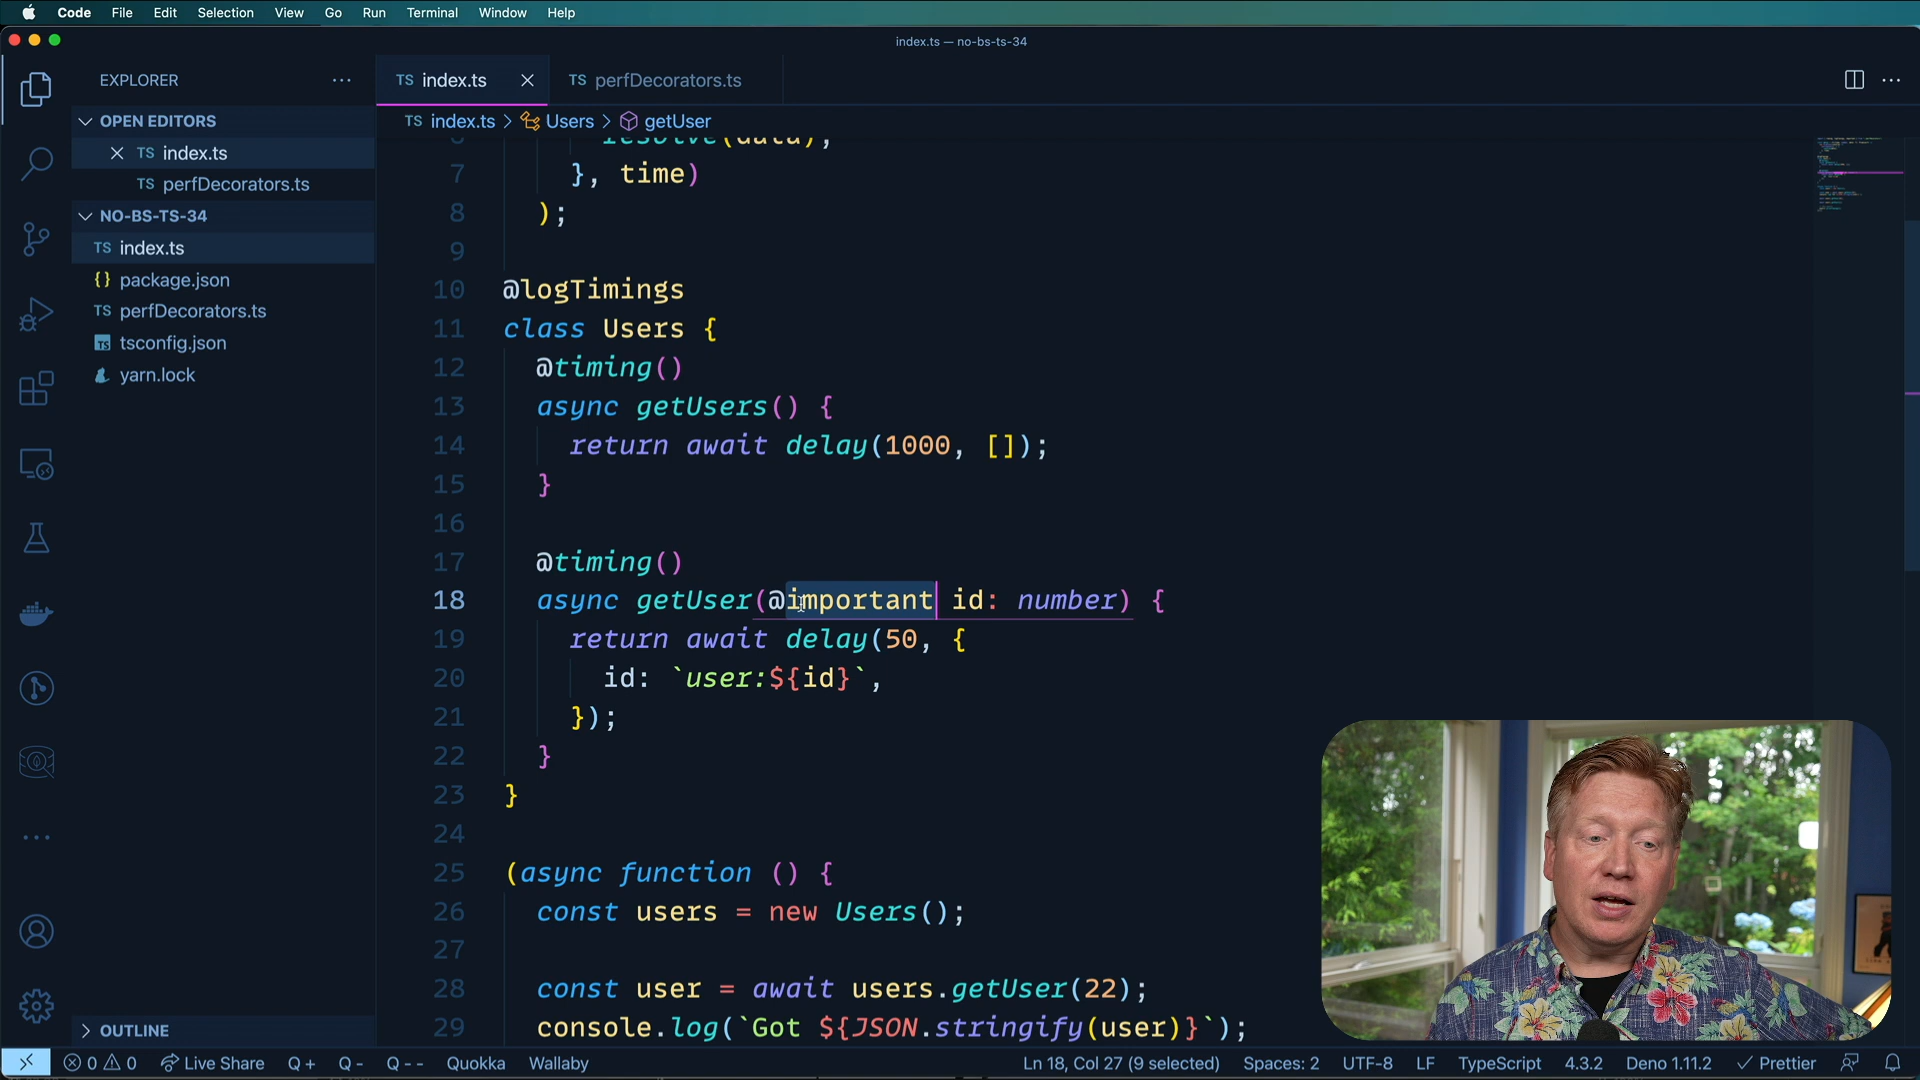 Code File Edit Selection View Go Run Terminal Window Help
index.ts — no-bs-ts-34
EXPLORER ···
TS index.ts
TS perfDecorators.ts
OPEN EDITORS
TS index.ts
TS perfDecorators.ts
NO-BS-TS-34
TS index.ts
{} package.json
TS perfDecorators.ts
TS tsconfig.json
yarn.lock
OUTLINE
TS index.ts > Users > getUser
6 resolve(data);
7 }, time)
8 );
9
10 @logTimings
11 class Users {
12 @timing()
13 async getUsers() {
14 return await delay(1000, []);
15 }
16
17 @timing()
18 async getUser(@important id: number) {
19 return await delay(50, {
20 id: `user:${id}`,
21 });
22 }
23 }
24
25 (async function () {
26 const users = new Users();
27
28 const user = await users.getUser(22);
29 console.log(`Got ${JSON.stringify(user)}`);
0 0 Live Share Q + Q - Q - - Quokka Wallaby Ln 18, Col 27 (9 selected) Spaces: 2 UTF-8 LF TypeScript 4.3.2 Deno 1.11.2 Prettier